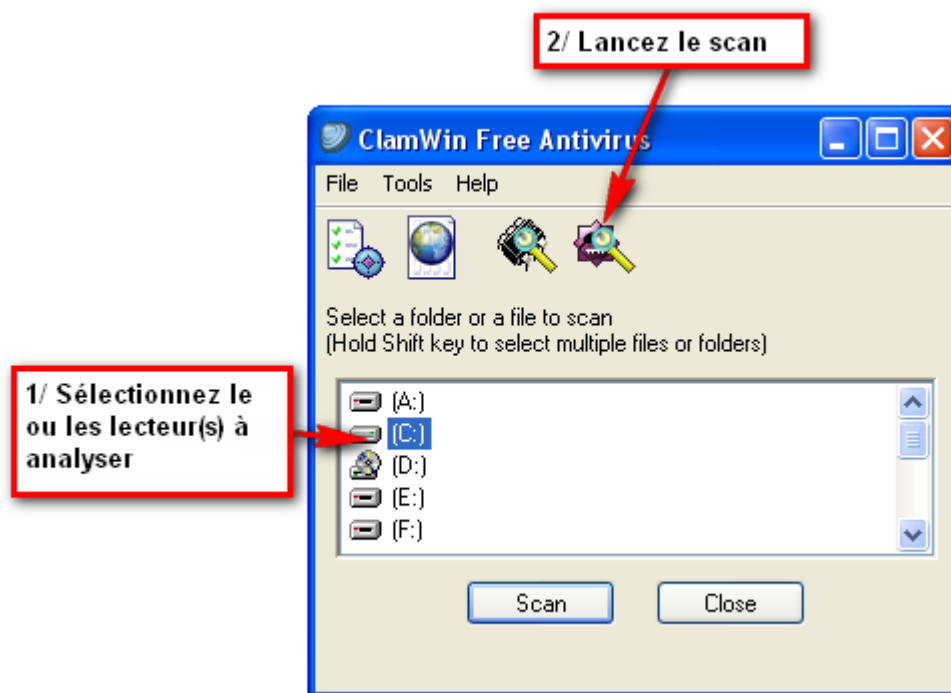 2/ Lancez le scan
ClamWin Free Antivirus
File Tools Help
Select a folder or a file to scan
(Hold Shift key to select multiple files or folders)
1/ Sélectionnez le
ou les lecteur(s) à
analyser
(A:)
(C:)
(D:)
(E:)
(F:)
Scan Close